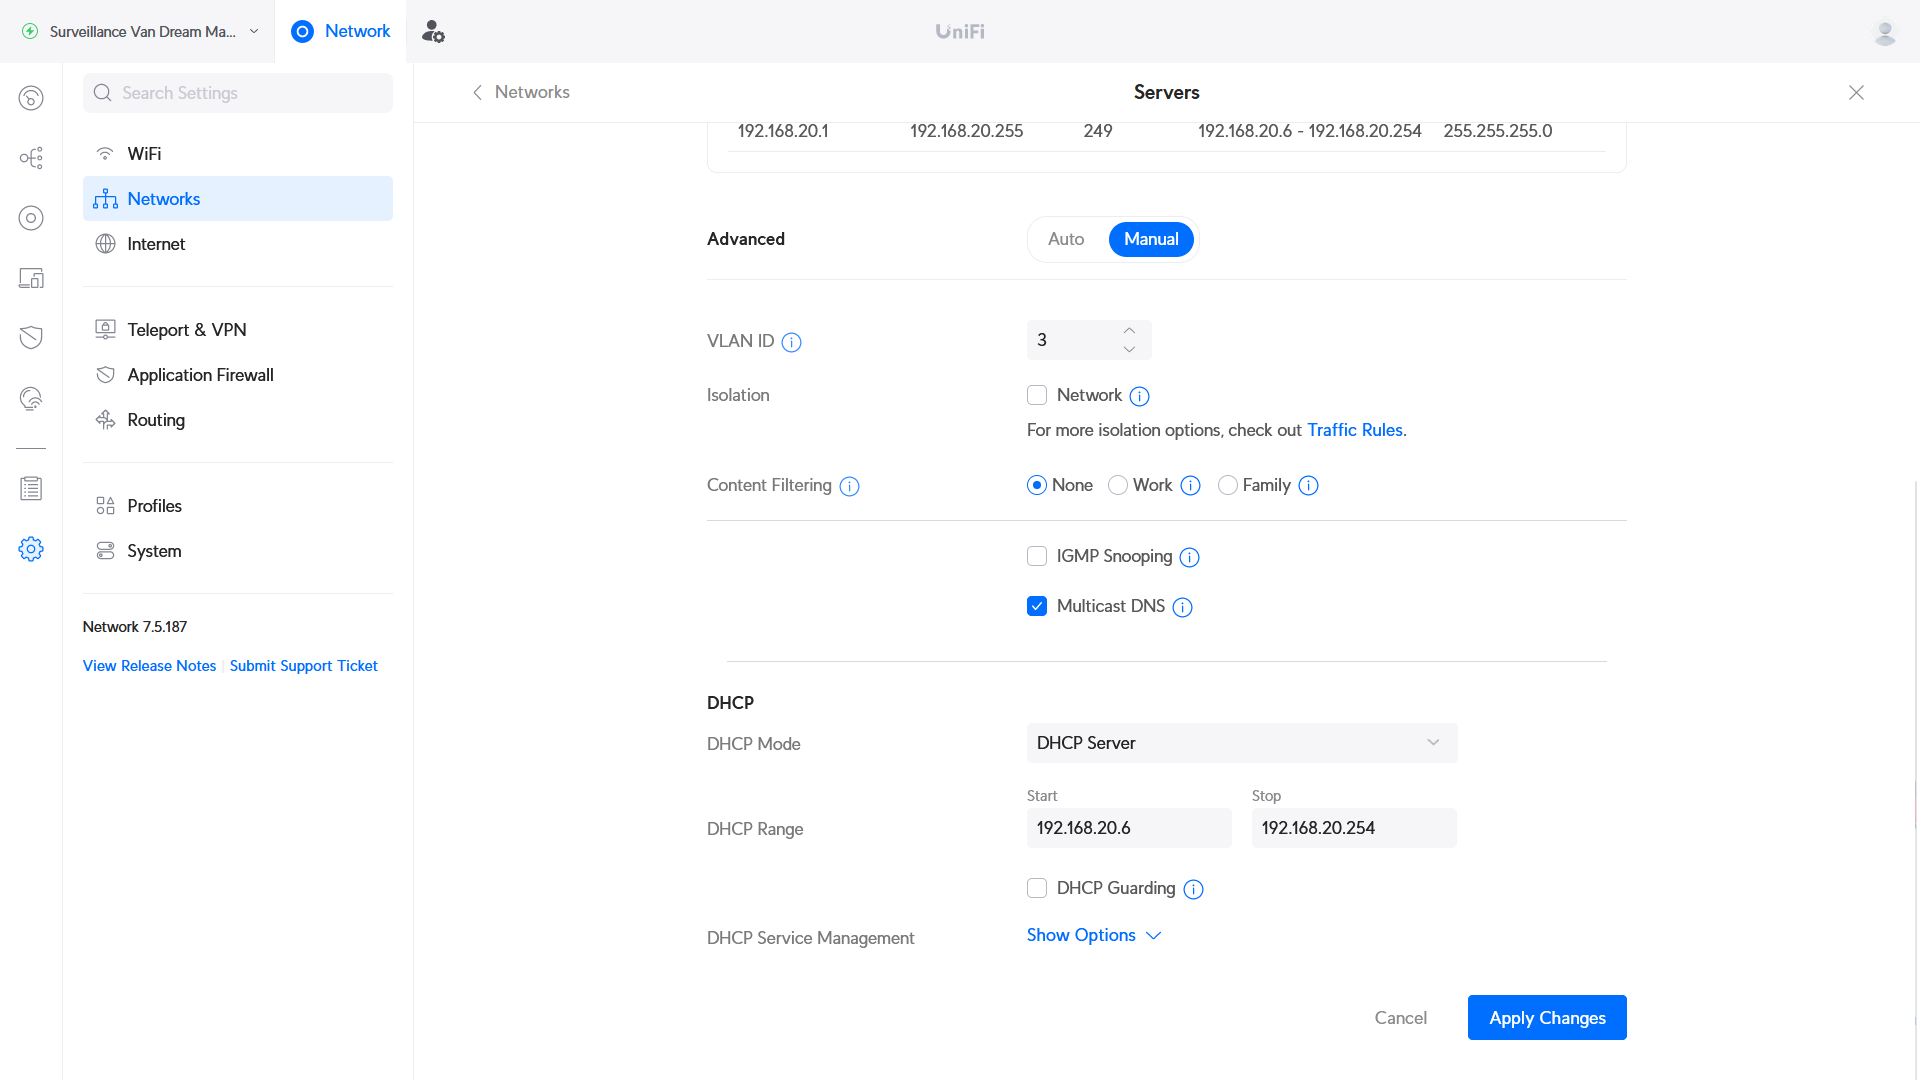 Surveillance Van Dream Ma...
Network
UniFi
Search Settings
WiFi
Networks
Internet
Teleport & VPN
Application Firewall
Routing
Profiles
System
Network 7.5.187
View Release Notes
Submit Support Ticket
Networks
Servers
192.168.20.1 192.168.20.255 249 192.168.20.6 - 192.168.20.254 255.255.255.0
Advanced
Auto Manual
VLAN ID
3
Isolation
Network
For more isolation options, check out Traffic Rules.
Content Filtering
None Work Family
IGMP Snooping
Multicast DNS
DHCP
DHCP Mode
DHCP Server
Start Stop
DHCP Range
192.168.20.6 192.168.20.254
DHCP Guarding
DHCP Service Management
Show Options
Cancel
Apply Changes